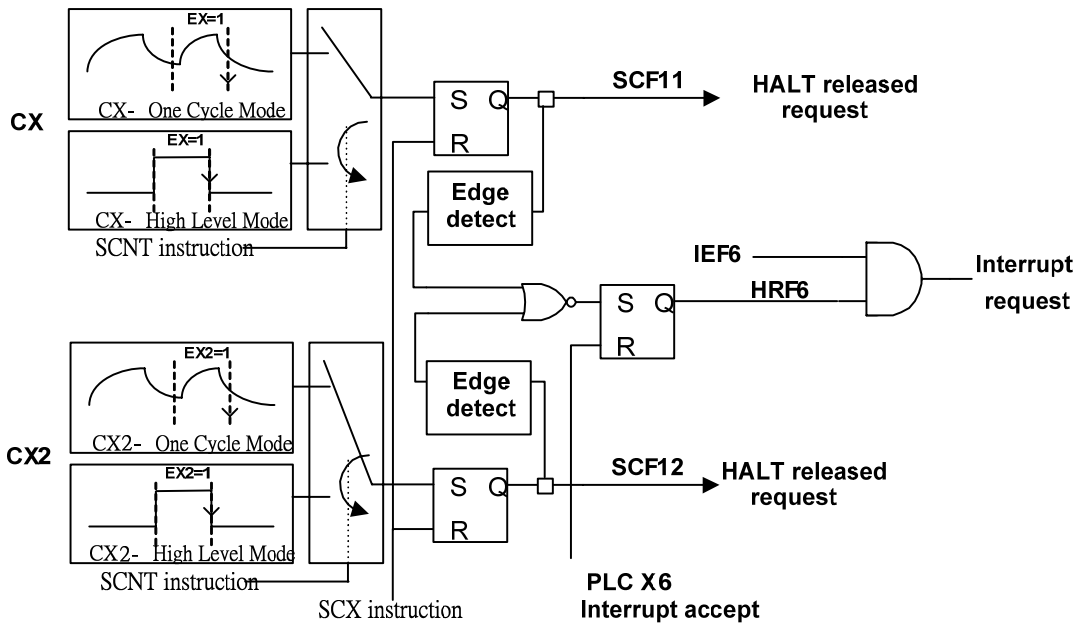 EX=1
CX- One Cycle Mode
CX
EX=1
CX- High Level Mode
SCNT instruction
S Q
R
SCF11
HALT released
request
Edge
detect
IEF6
HRF6
Interrupt
request
S Q
R
EX2=1
CX2- One Cycle Mode
CX2
EX2=1
CX2- High Level Mode
SCNT instruction
Edge
detect
S Q
R
SCF12
HALT released
request
SCX instruction
PLC X6
Interrupt accept